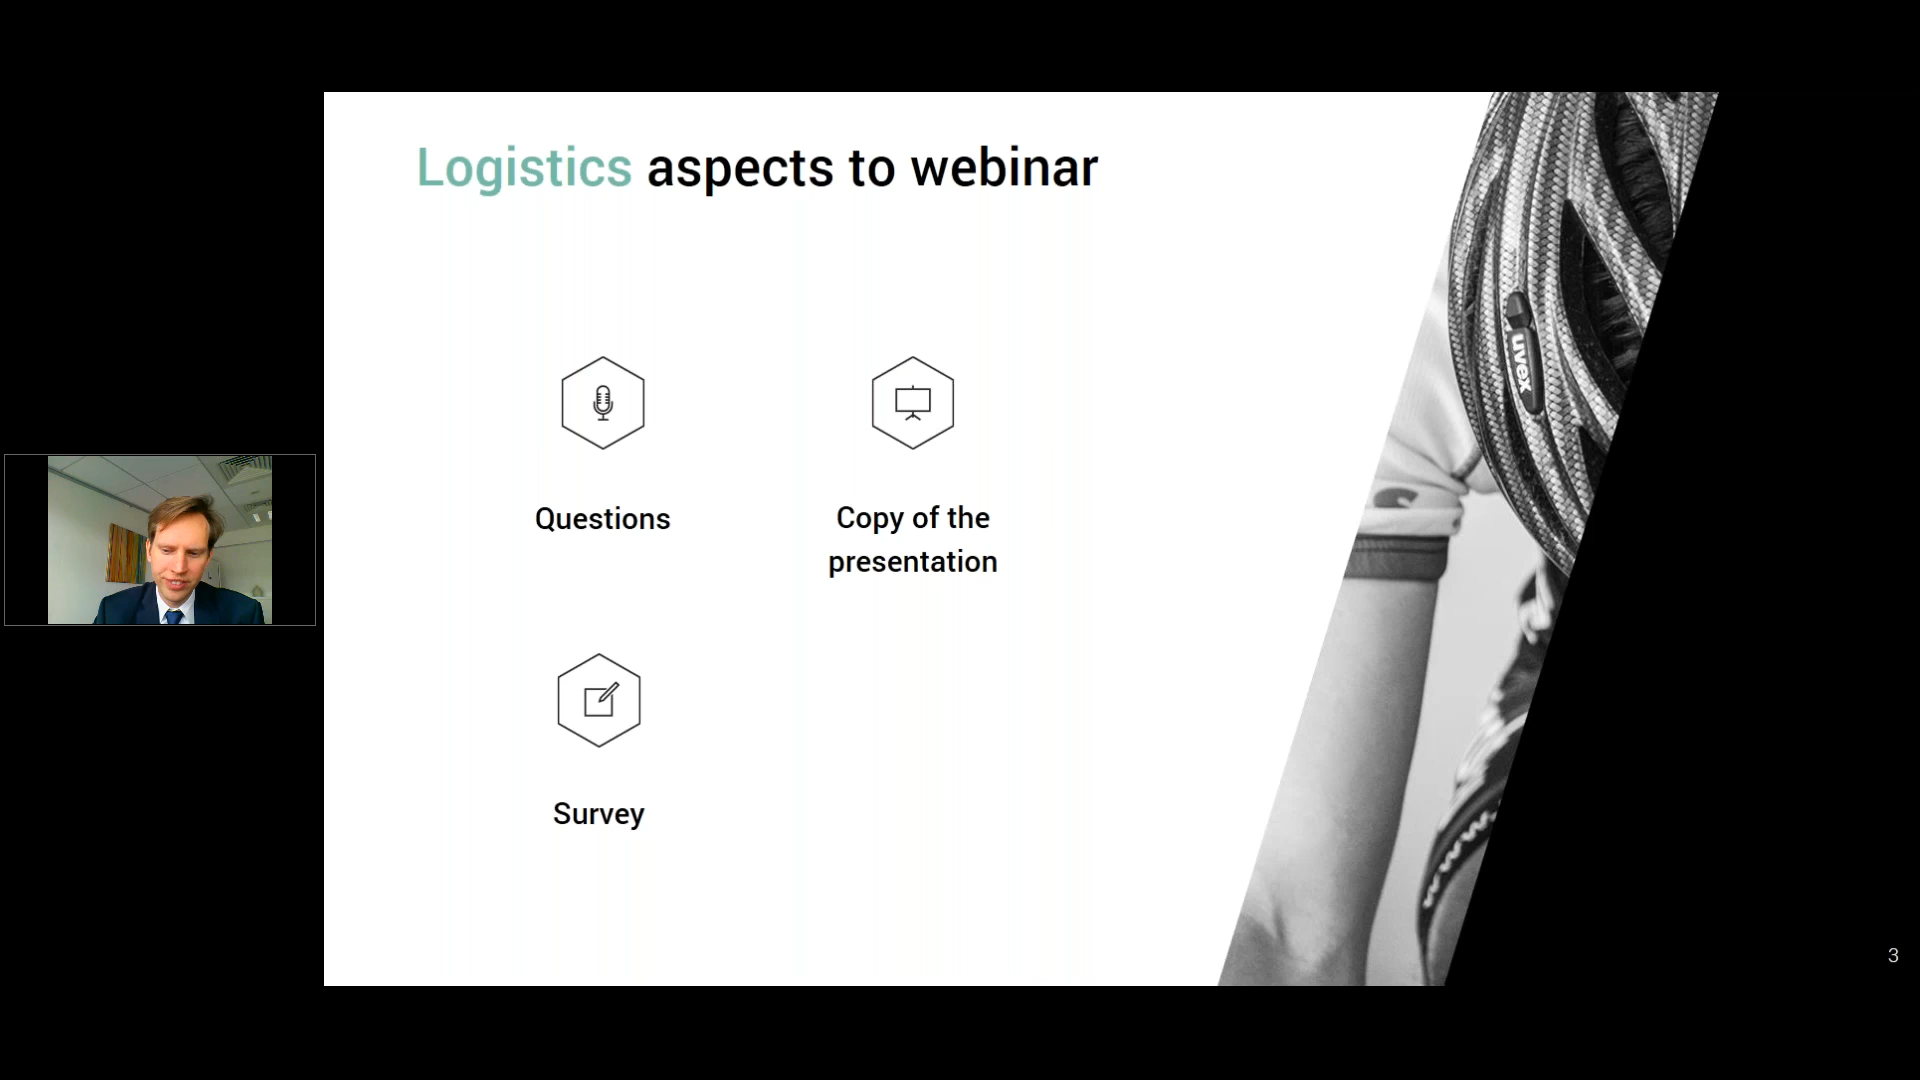 Logistics aspects to webinar
Questions
Copy of the
presentation
Survey
uvex
3